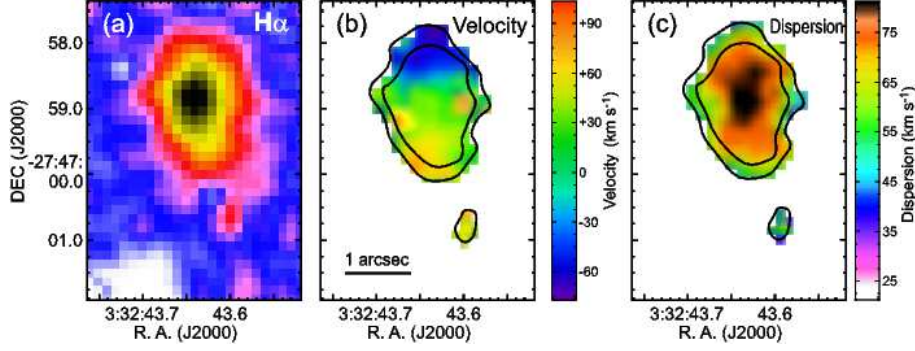 (a)
Hα
(b)
Velocity
(c)
Dispersion
58.0
59.0
-27:47:
00.0
01.0
DEC (J2000)
1 arcsec
3:32:43.7
43.6
R. A. (J2000)
3:32:43.7
43.6
R. A. (J2000)
3:32:43.7
43.6
R. A. (J2000)
+90
+60
+30
0
-30
-60
Velocity (km s⁻¹)
75
65
55
45
35
25
Dispersion (km s⁻¹)